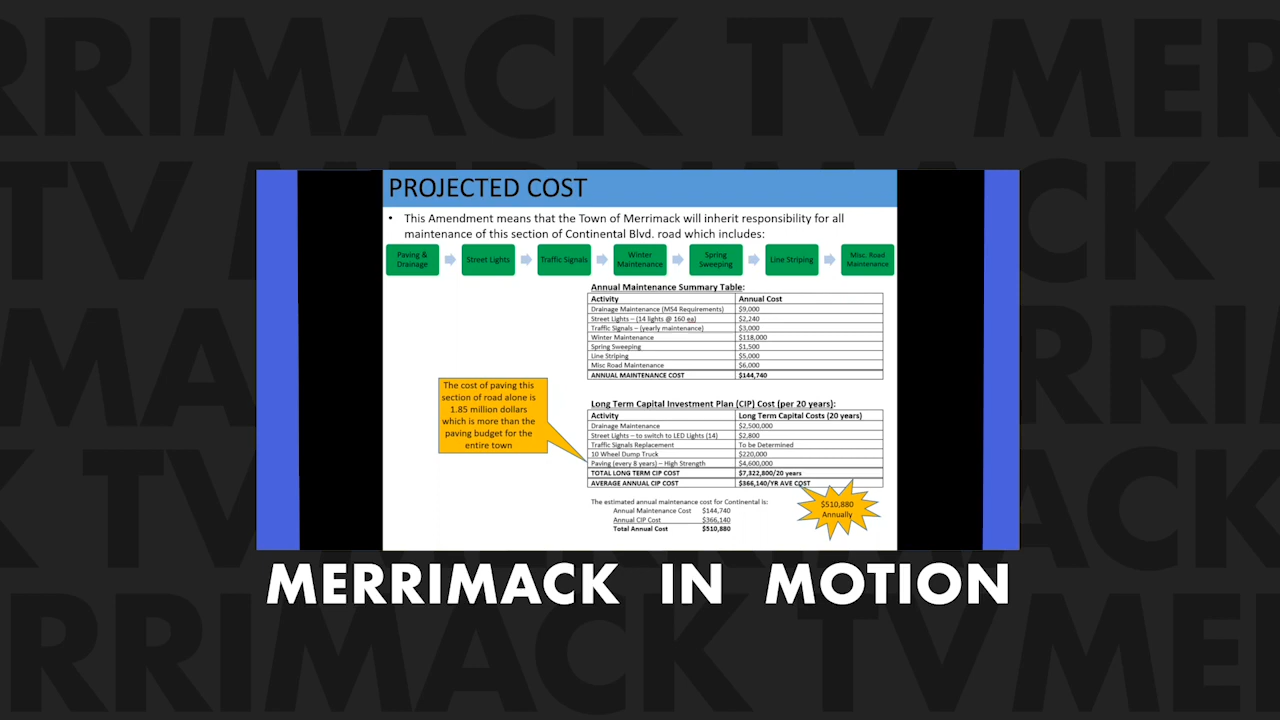 RRIMACK TV MER
TV MERRIMACK
PROJECTED COST
• This Amendment means that the Town of Merrimack will inherit responsibility for all
maintenance of this section of Continental Blvd. road which includes:
Paving &
Drainage
Street Lights
Traffic Signals
Winter
Maintenance
Spring
Sweeping
Line Striping
Misc. Road
Maintenance
Annual Maintenance Summary Table:
Activity Annual Cost
Drainage Maintenance (MS4 Requirements) $9,000
Street Lights – (14 lights @ 160 ea) $2,240
Traffic Signals – (yearly maintenance) $3,000
Winter Maintenance $118,000
Spring Sweeping $1,500
Line Striping $5,000
Misc Road Maintenance $6,000
ANNUAL MAINTENANCE COST $144,740
The cost of paving this
section of road alone is
1.85 million dollars
which is more than the
paving budget for the
entire town
Long Term Capital Investment Plan (CIP) Cost (per 20 years):
Activity Long Term Capital Costs (20 years)
Drainage Maintenance $2,500,000
Street Lights – to switch to LED Lights (14) $2,800
Traffic Signals Replacement To be Determined
10 Wheel Dump Truck $220,000
Paving (every 8 years) – High Strength $4,600,000
TOTAL LONG TERM CIP COST $7,322,800/20 years
AVERAGE ANNUAL CIP COST $366,140/YR AVE COST
$510,880
Annually
The estimated annual maintenance cost for Continental is:
Annual Maintenance Cost $144,740
Annual CIP Cost $366,140
Total Annual Cost $510,880
MERRIMACK IN MOTION
RRIMACK TV MER